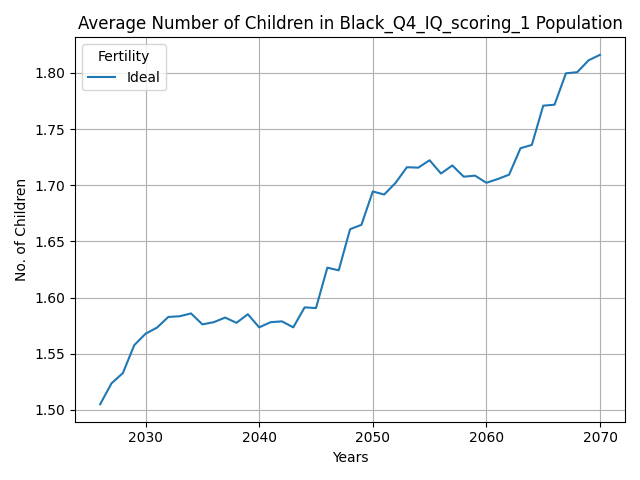 Average Number of Children in Black_Q4_IQ_scoring_1 Population
Fertility
Ideal
No. of Children
1.80
1.75
1.70
1.65
1.60
1.55
1.50
2030 2040 2050 2060 2070
Years